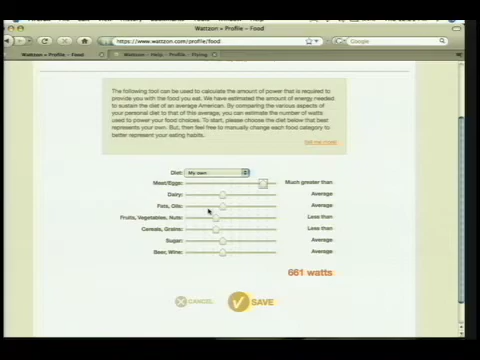 Wattzon • Profile - Food
https://www.wattzon.com/profile/food
Google
Wattzon • Profile - Food
Wattzon - Help - Profile - Flying
The following tool can be used to calculate the amount of power that is required to
provide you with the food you eat. We have estimated the amount of energy needed
to sustain the diet of an average American. By comparing the various aspects of
your personal diet to that of this average, you can estimate the number of watts
used to power your food choices. To start, please choose the diet below that best
represents your own. But, then feel free to manually change each food category to
better represent your eating habits.
Diet: My own
Meat/Eggs: Much greater than
Dairy: Average
Fats, Oils: Average
Fruits, Vegetables, Nuts: Less than
Cereals, Grains: Less than
Sugar: Average
Beer, Wine: Average
661 watts
CANCEL
SAVE